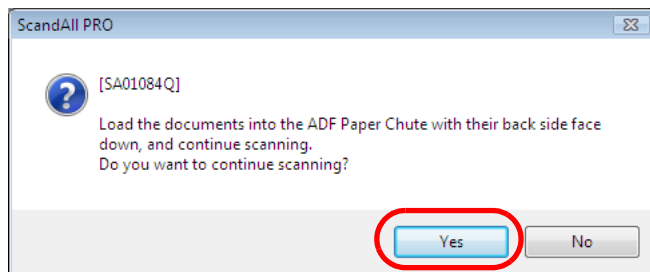 ScandAll PRO
[SA01084Q]
Load the documents into the ADF Paper Chute with their back side face
down, and continue scanning.
Do you want to continue scanning?
Yes
No